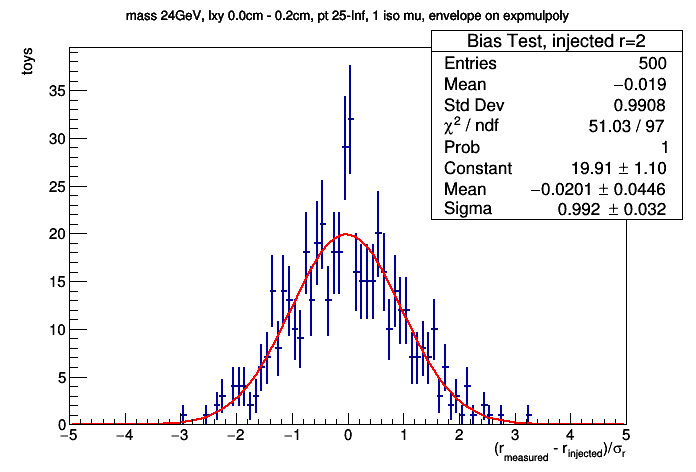 mass 24GeV, lxy 0.0cm - 0.2cm, pt 25-Inf, 1 iso mu, envelope on expmulpoly
Bias Test, injected r=2
Entries 500
Mean −0.019
Std Dev 0.9908
χ² / ndf 51.03 / 97
Prob 1
Constant 19.91 ± 1.10
Mean −0.0201 ± 0.0446
Sigma 0.992 ± 0.032
toys
35
30
25
20
15
10
5
0
−5 −4 −3 −2 −1 0 1 2 3 4 5
(r_measured - r_injected)/σ_r